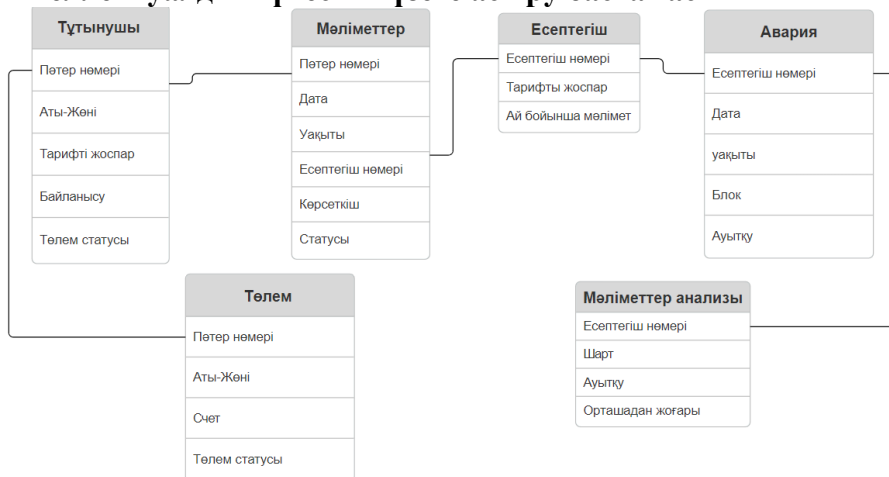 Тұтынушы
Пәтер нөмері
Аты-Жөні
Тарифті жоспар
Байланысу
Төлем статусы
Мәліметтер
Пәтер нөмері
Дата
Уақыты
Есептегіш нөмері
Көрсеткіш
Статусы
Есептегіш
Есептегіш нөмері
Тарифты жоспар
Ай бойынша мәлімет
Авария
Есептегіш нөмері
Дата
уақыты
Блок
Ауытқу
Төлем
Пәтер нөмері
Аты-Жөні
Счет
Төлем статусы
Мәліметтер анализы
Есептегіш нөмері
Шарт
Ауытқу
Орташадан жоғары